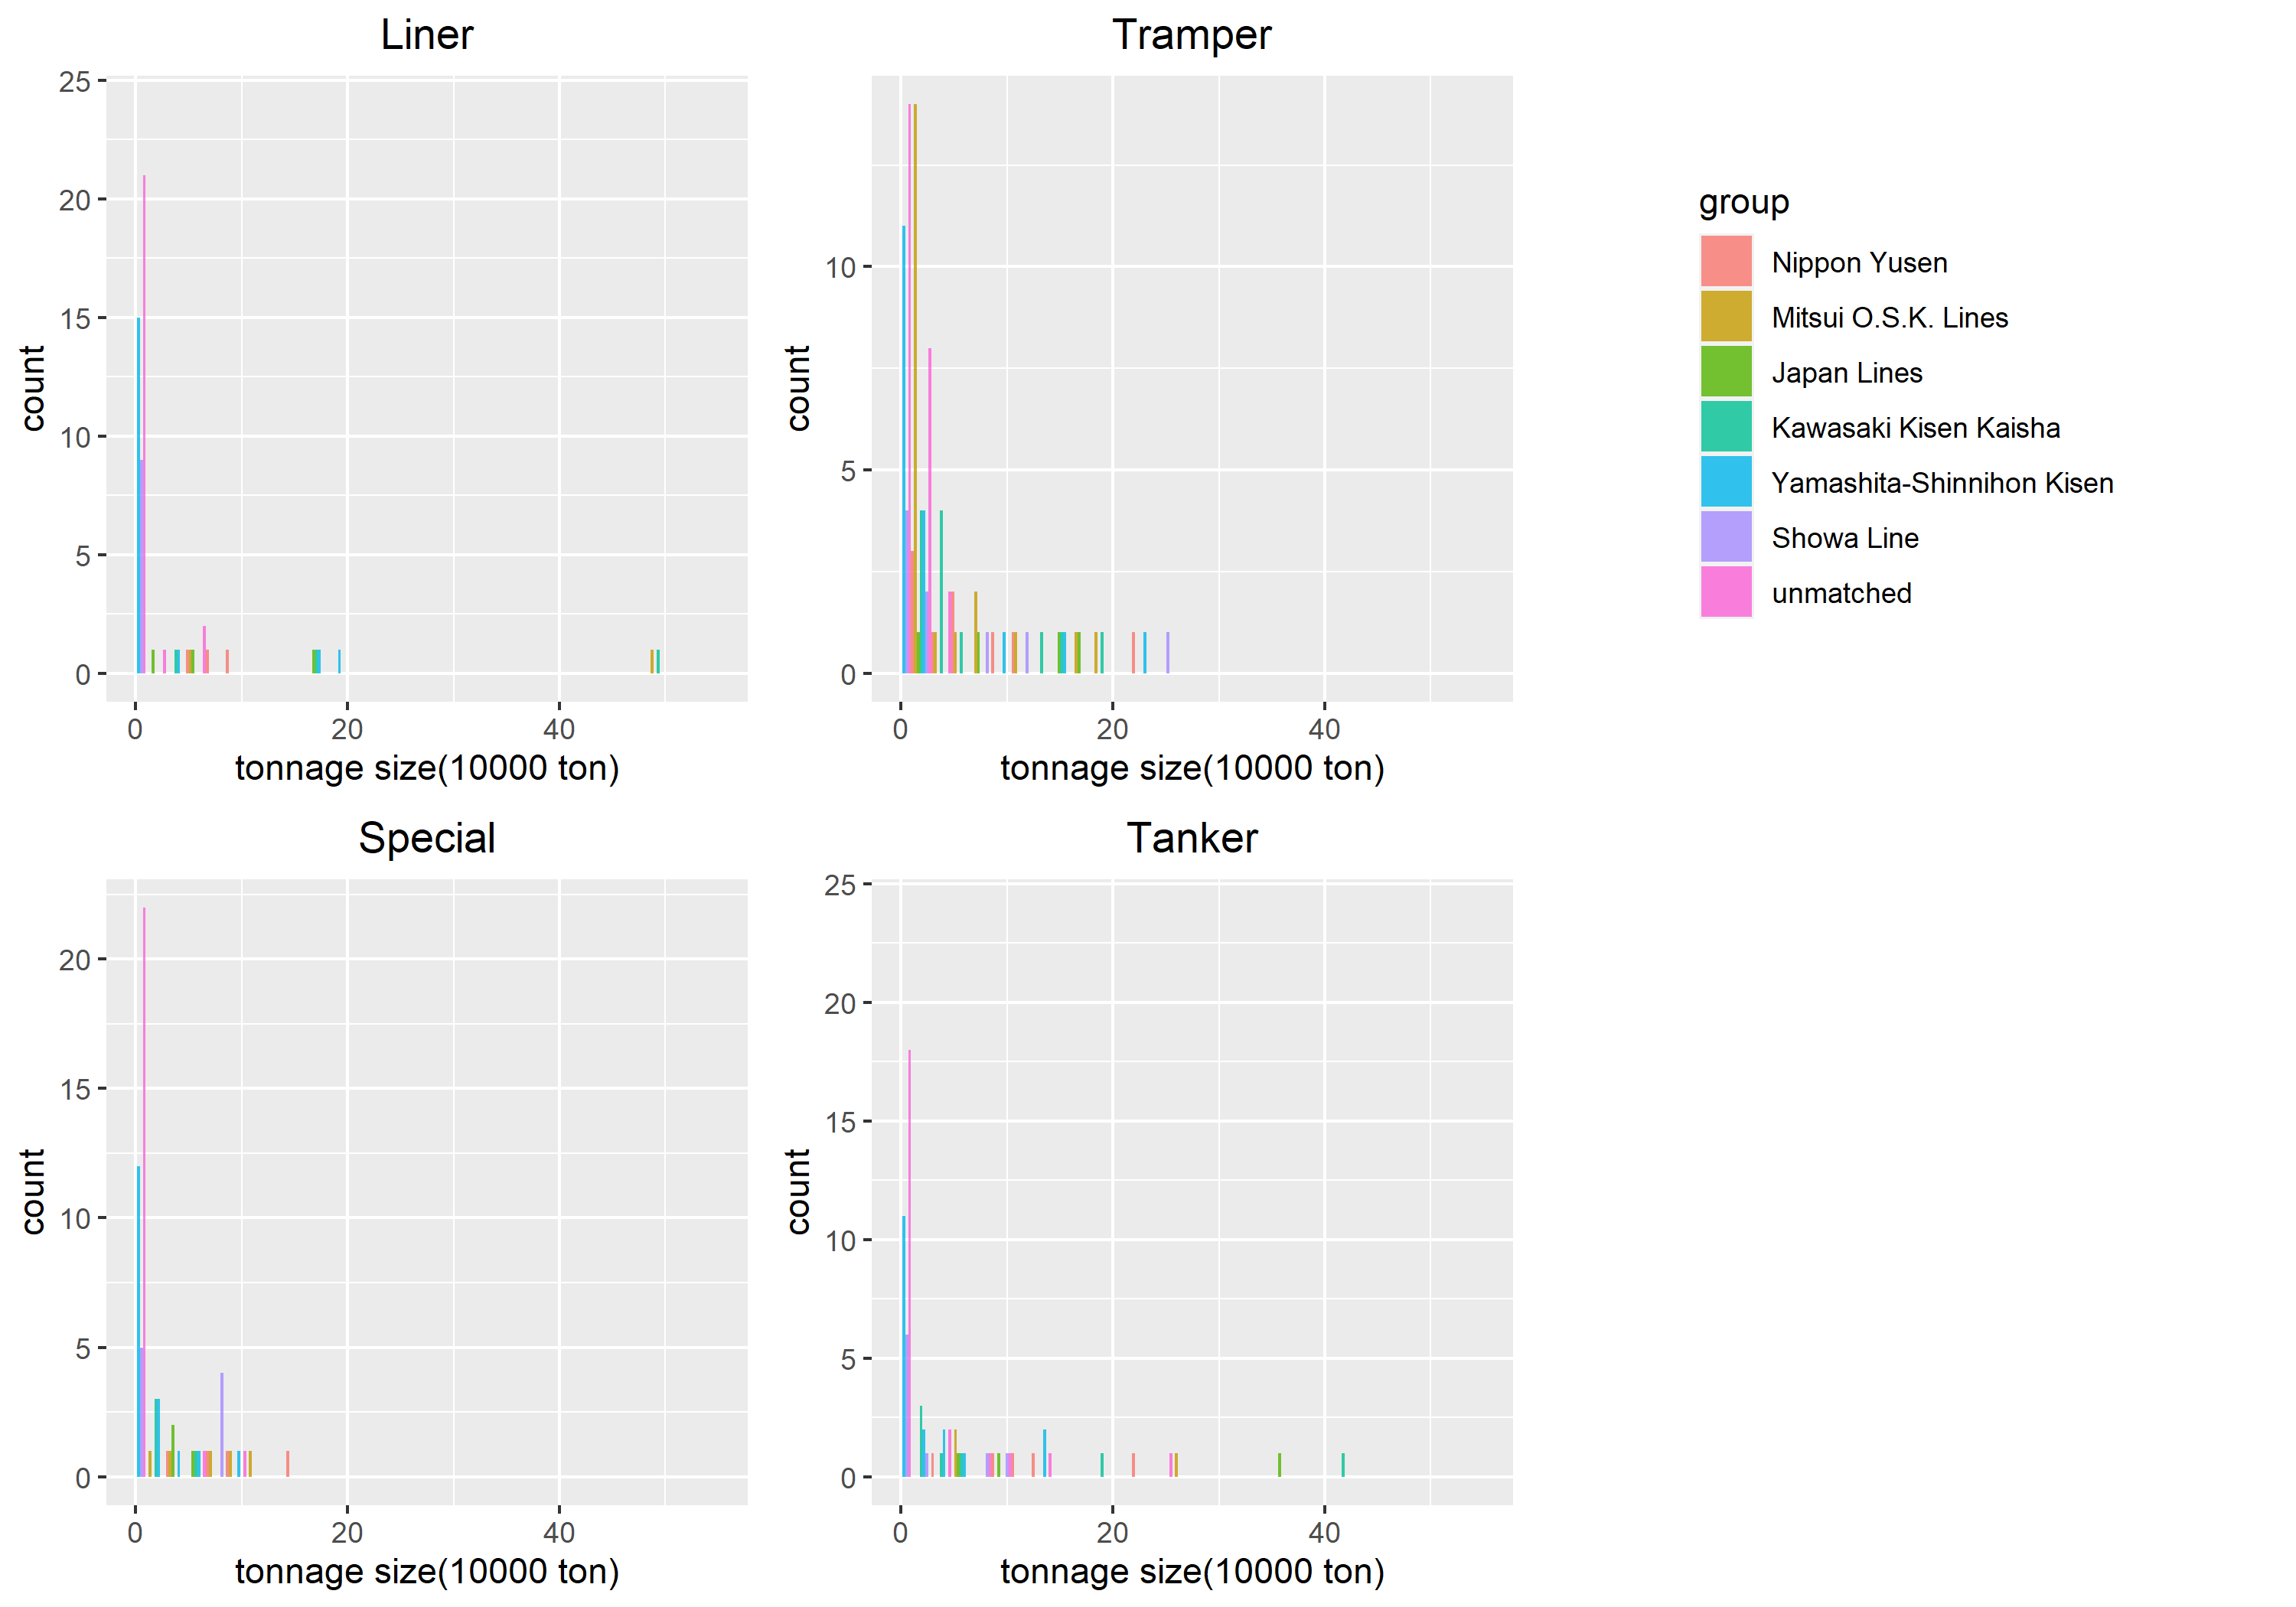 Liner
25
20
15
10
5
0
count
0 20 40
tonnage size(10000 ton)
Tramper
10
5
0
count
0 20 40
tonnage size(10000 ton)
group
Nippon Yusen
Mitsui O.S.K. Lines
Japan Lines
Kawasaki Kisen Kaisha
Yamashita-Shinnihon Kisen
Showa Line
unmatched
Special
20
15
10
5
0
count
0 20 40
tonnage size(10000 ton)
Tanker
25
20
15
10
5
0
count
0 20 40
tonnage size(10000 ton)